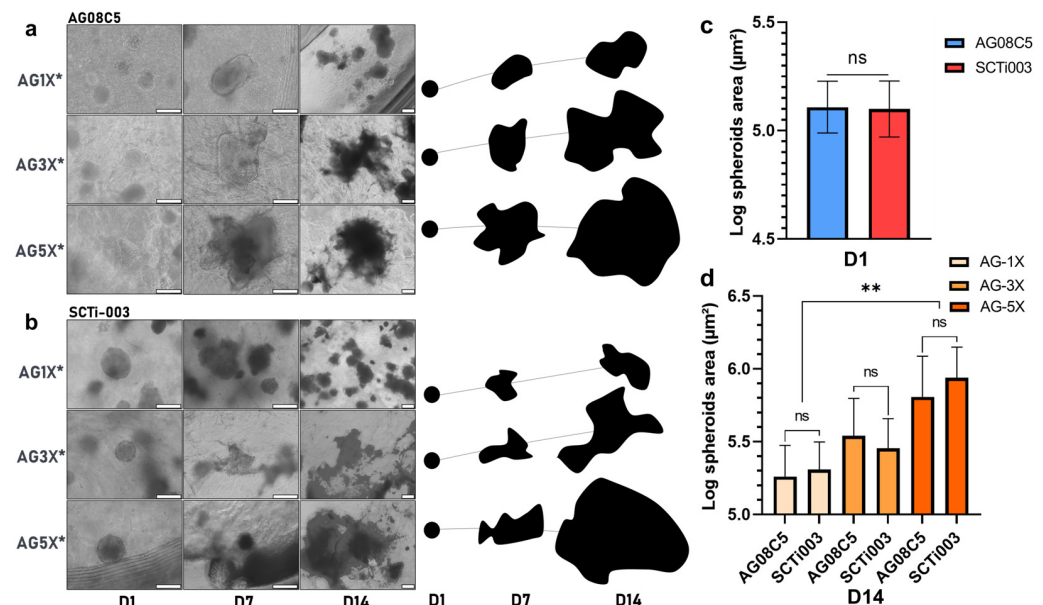 a
AG08C5
AG1X*
AG3X*
AG5X*
b
SCTi-003
AG1X*
AG3X*
AG5X*
D1 D7 D14 D1 D7 D14
c
Log spheroids area (µm²)
5.5
5.0
4.5
ns
D1
AG08C5
SCTi003
d
AG-1X
AG-3X
AG-5X
Log spheroids area (µm²)
6.5
6.0
5.5
5.0
**
ns
ns
ns
AG08C5 SCTi003 AG08C5 SCTi003 AG08C5 SCTi003
D14